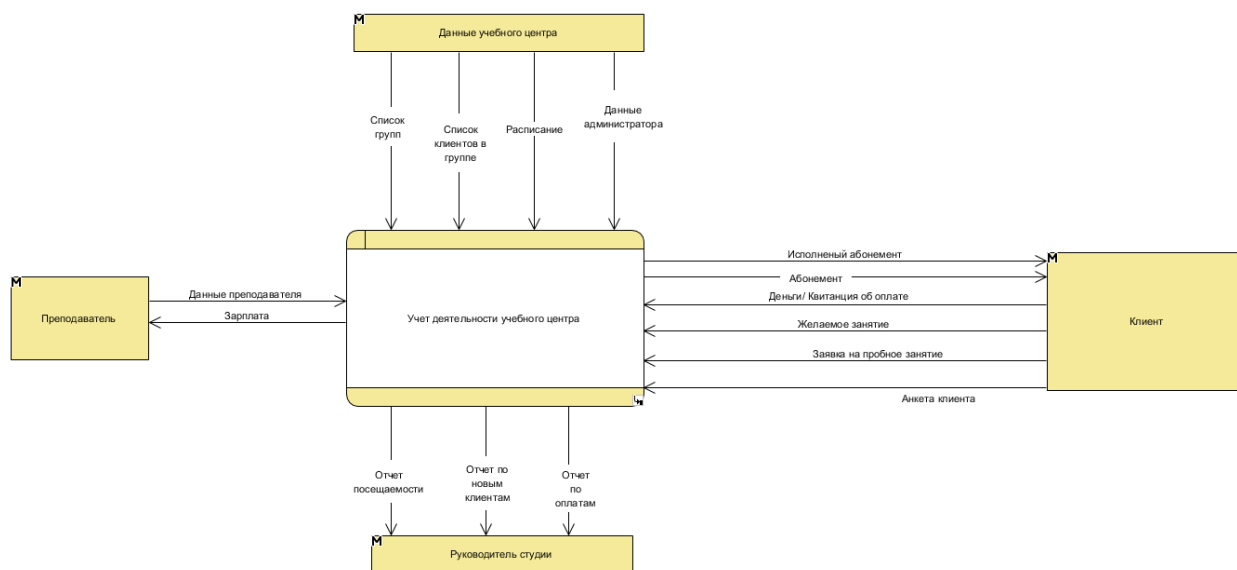 M
Данные учебного центра
Список
групп
Список
клиентов в
группе
Расписание
Данные
администратора
M
Преподаватель
Данные преподавателя
Зарплата
Учет деятельности учебного центра
Исполненый абонемент
Абонемент
Деньги/ Квитанция об оплате
Желаемое занятие
Заявка на пробное занятие
Анкета клиента
M
Клиент
Отчет
посещаемости
Отчет по
новым
клиентам
Отчет
по
оплатам
M
Руководитель студии